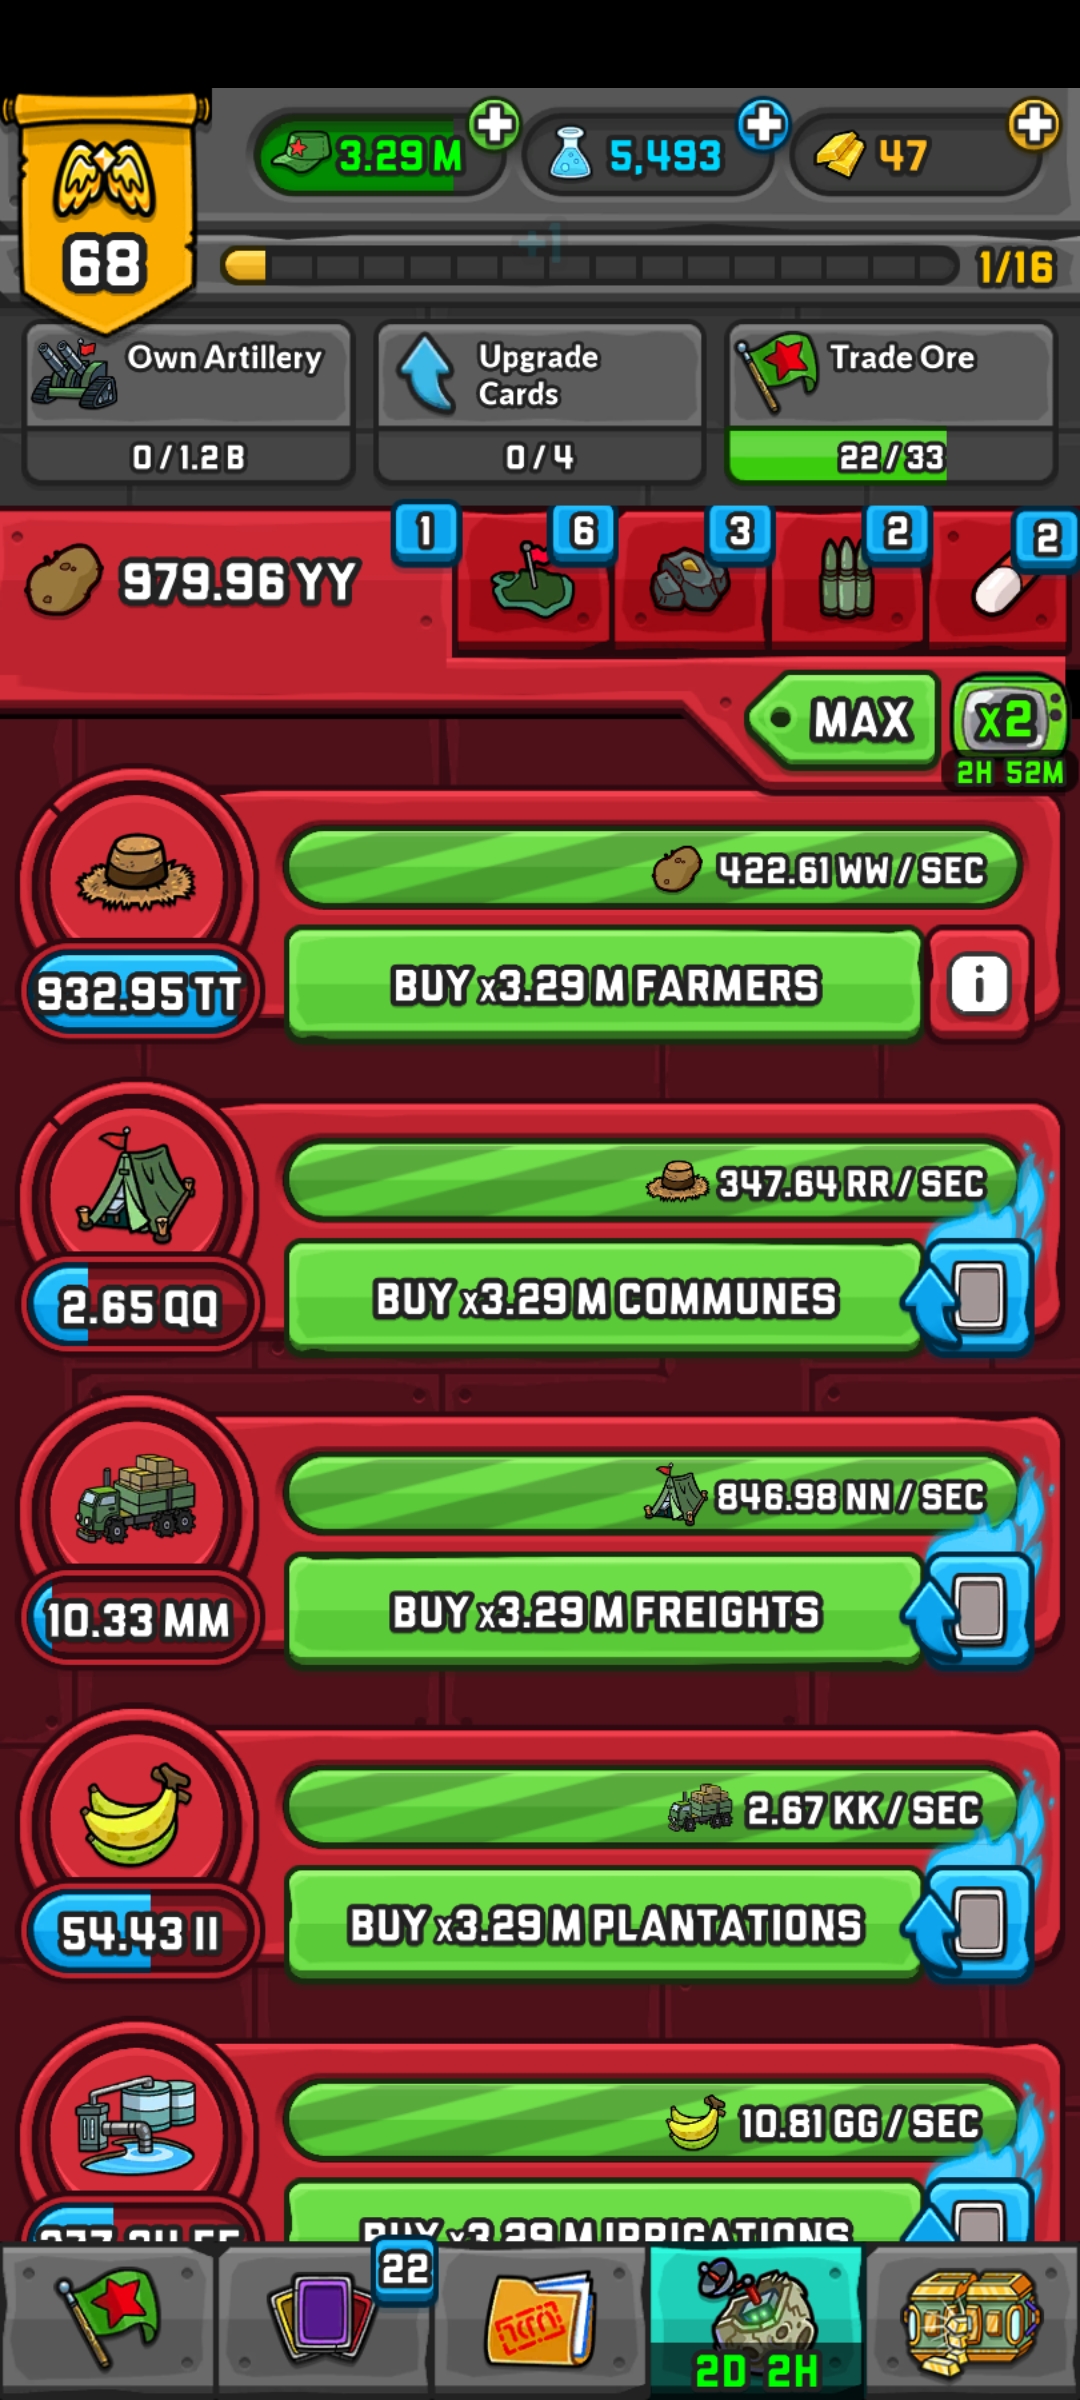 3.29 M
5,493
47
68
+1
1/16
Own Artillery
0 / 1.2 B
Upgrade
Cards
0 / 4
Trade Ore
22 / 33
979.96 YY
1
6
3
2
2
MAX
x2
2H 52M
422.61 WW / SEC
932.95 TT
BUY x3.29 M FARMERS
i
347.64 RR / SEC
2.65 QQ
BUY x3.29 M COMMUNES
846.98 NN / SEC
10.33 MM
BUY x3.29 M FREIGHTS
2.67 KK / SEC
54.43 II
BUY x3.29 M PLANTATIONS
10.81 GG / SEC
BUY x3.29 M IRRIGATIONS
22
2D 2H